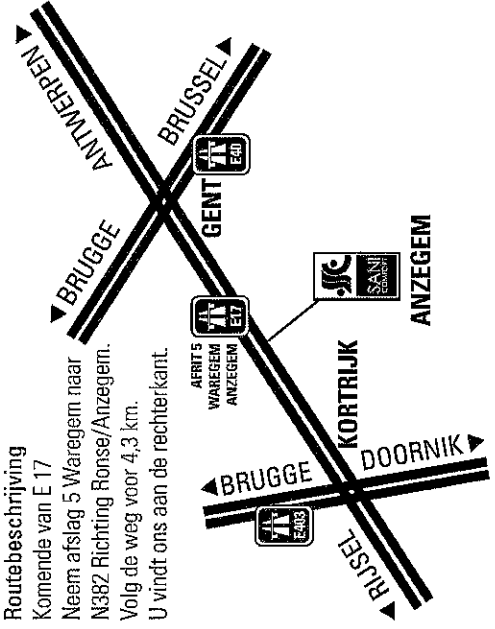 Routebeschrijving
Komende van E 17
Neem afslag 5 Waregem naar
N382 Richting Ronse/Anzegem.
Volg de weg voor 4,3 km.
U vindt ons aan de rechterkant.
ANTWERPEN
BRUGGE
BRUSSEL
E40
GENT
AFRIT 5
WAREGEM
ANZEGEM
E17
SANI
COMFORT
ANZEGEM
KORTRIJK
BRUGGE
DOORNIK
E403
RIJSEL